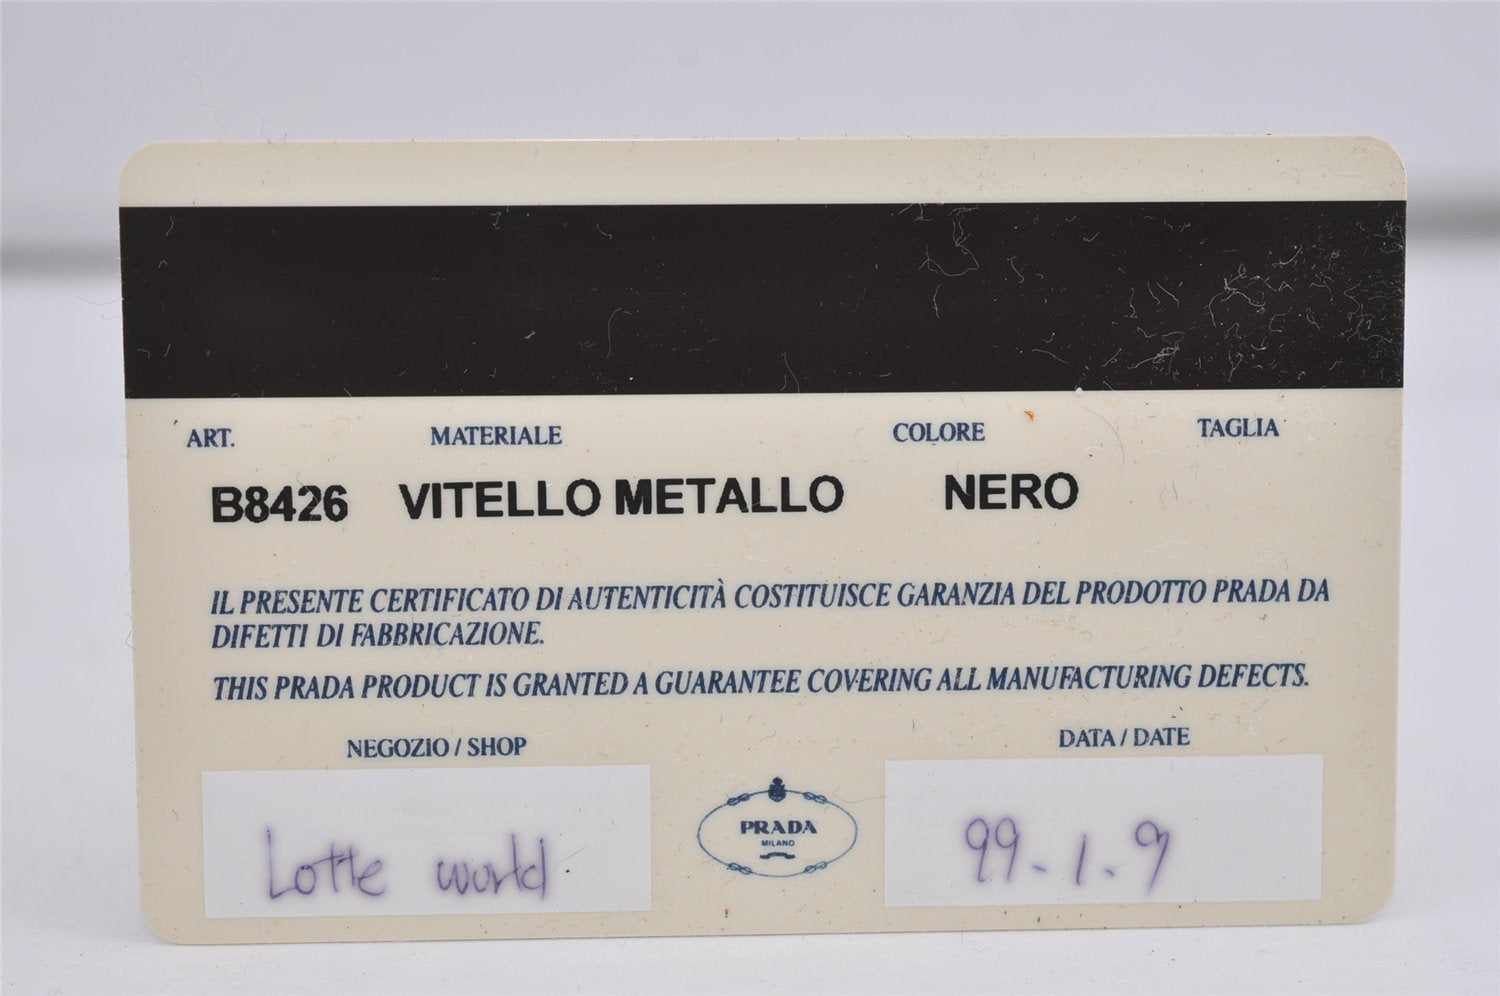 ART. MATERIALE COLORE TAGLIA
B8426 VITELLO METALLO NERO
IL PRESENTE CERTIFICATO DI AUTENTICITÀ COSTITUISCE GARANZIA DEL PRODOTTO PRADA DA
DIFETTI DI FABBRICAZIONE.
THIS PRADA PRODUCT IS GRANTED A GUARANTEE COVERING ALL MANUFACTURING DEFECTS.
NEGOZIO / SHOP DATA / DATE
Lotte world
PRADA
MILANO
99-1.9